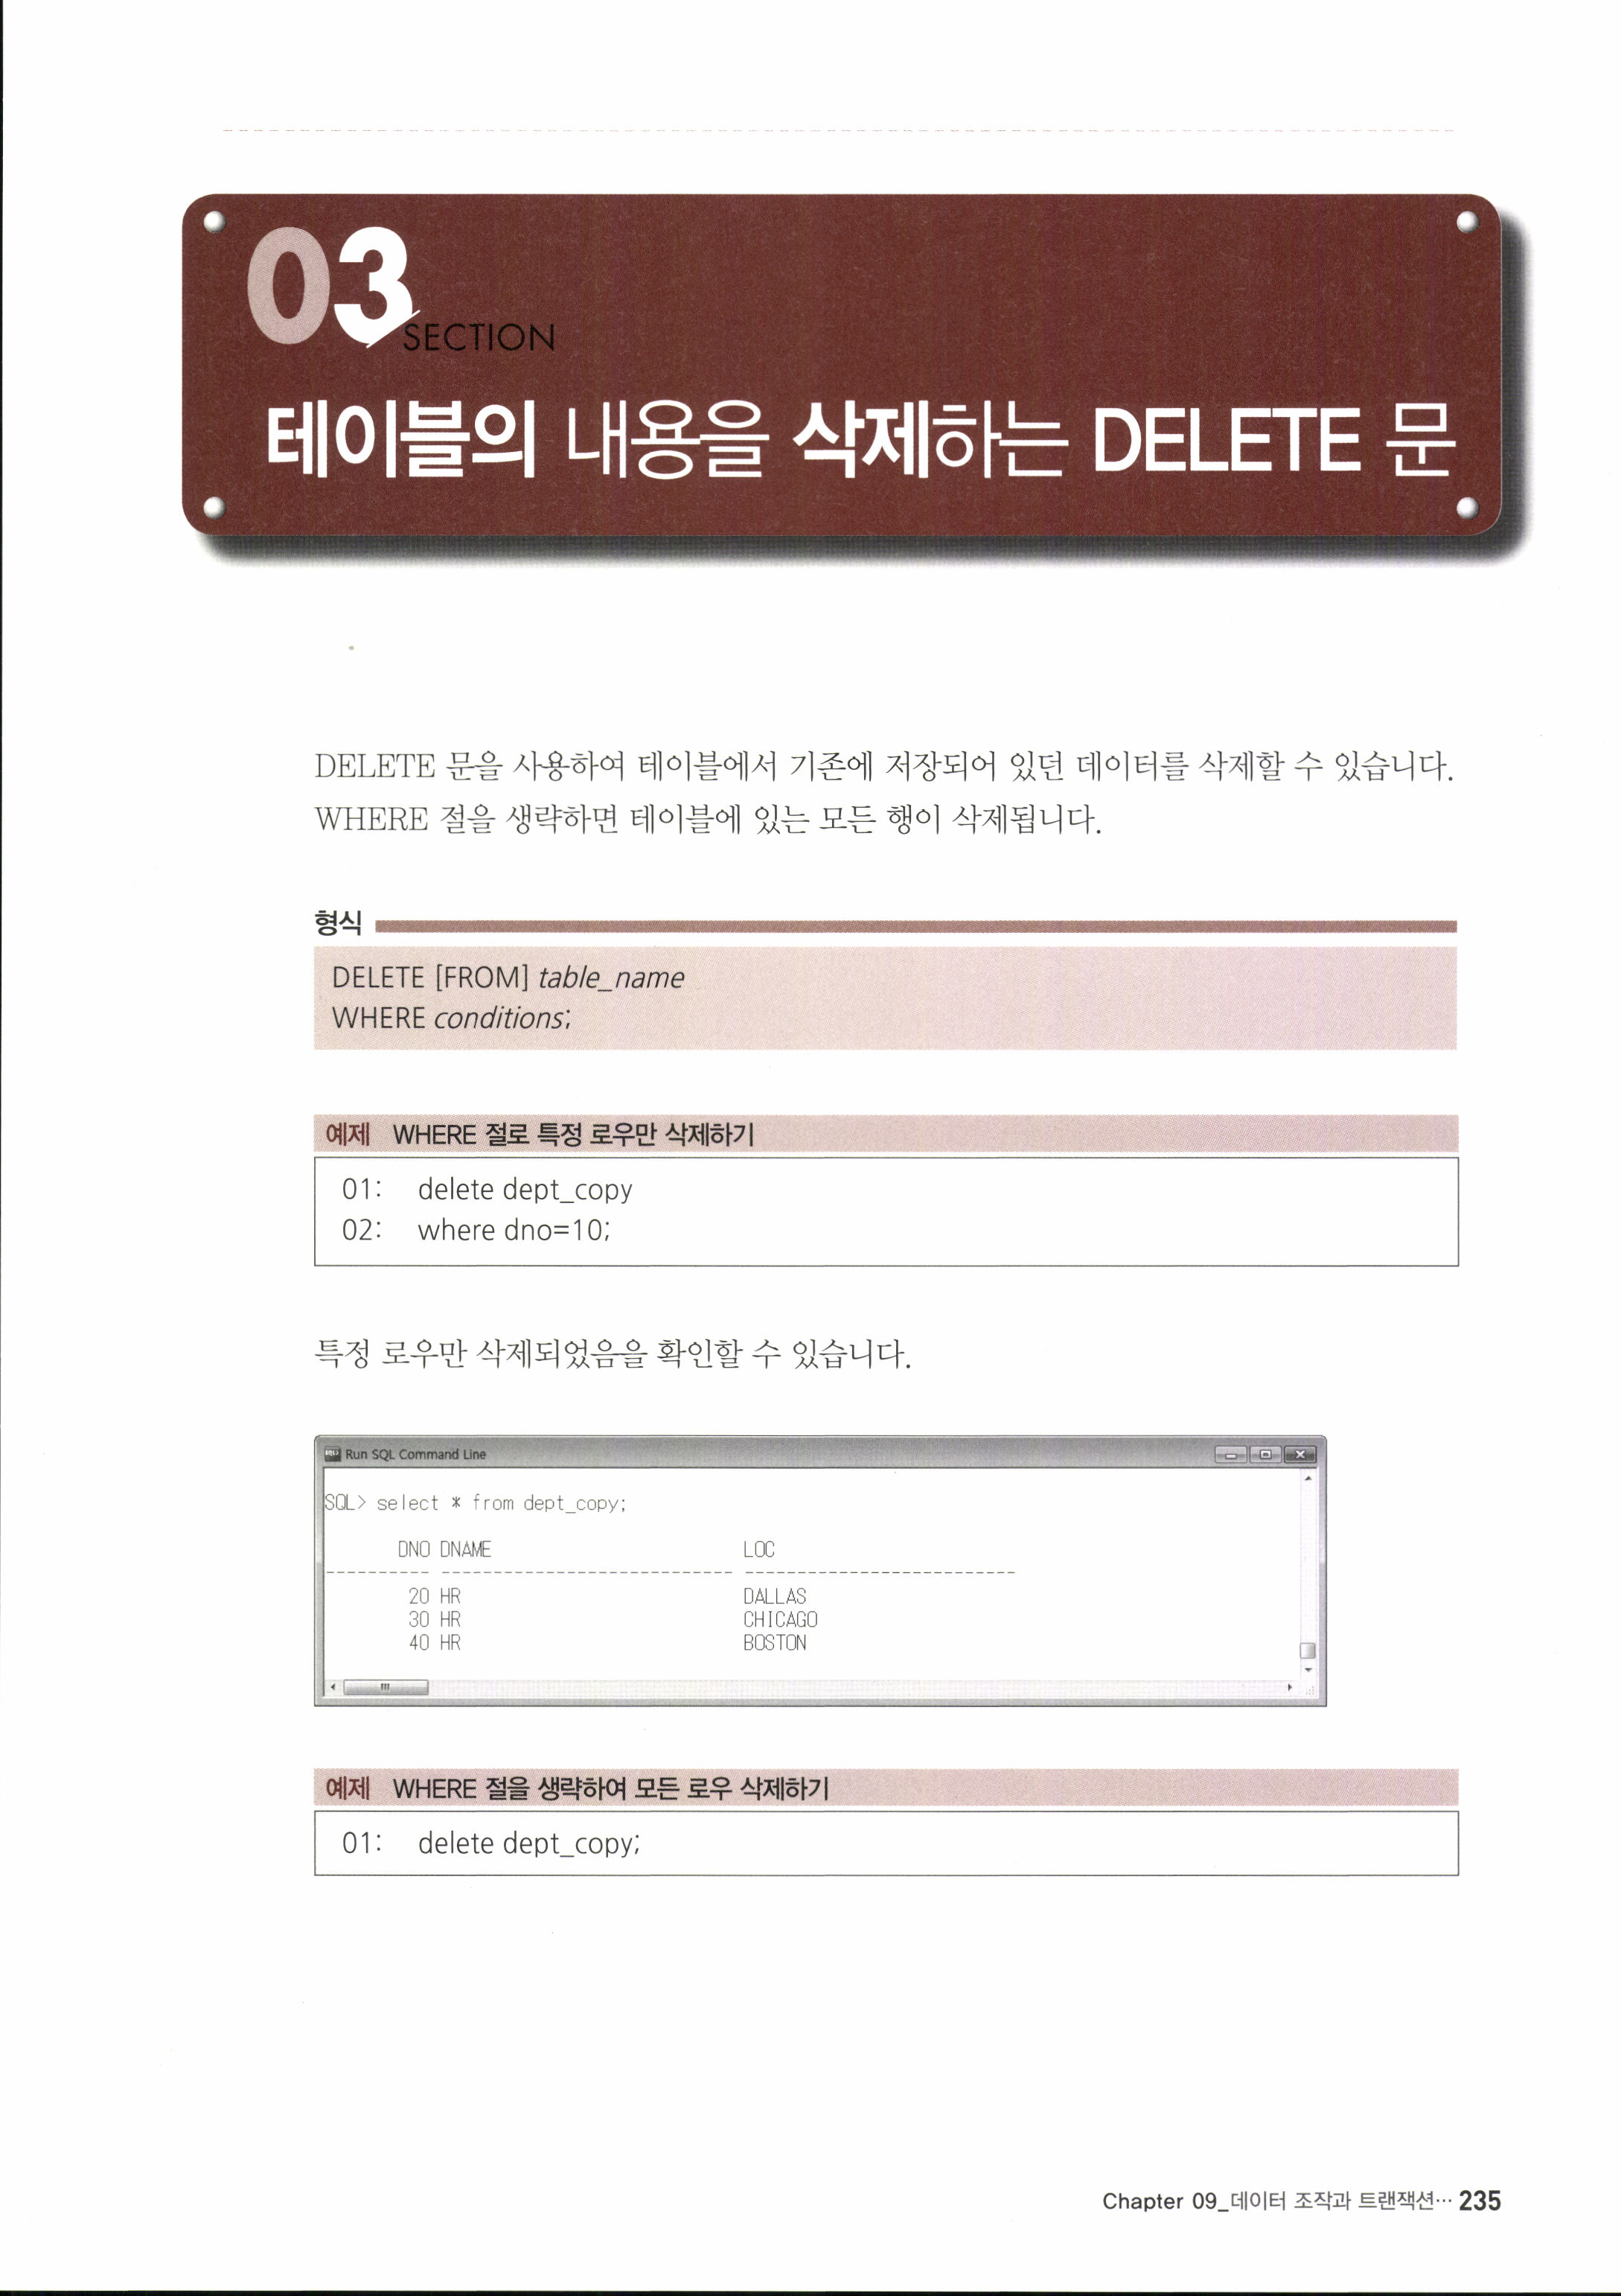 03
SECTION
테이블의 내용을 삭제하는 DELETE 문
DELETE 문을 사용하여 테이블에서 기존에 저장되어 있던 데이터를 삭제할 수 있습니다.
WHERE 절을 생략하면 테이블에 있는 모든 행이 삭제됩니다.
형식
DELETE [FROM] table_name
WHERE conditions;
예제 WHERE 절로 특정 로우만 삭제하기
01: delete dept_copy
02: where dno=10;
특정 로우만 삭제되었음을 확인할 수 있습니다.
Run SQL Command Line
SQL> select * from dept_copy;
DNO DNAME LOC
---------- ---------------------------- --------------------------
20 HR DALLAS
30 HR CHICAGO
40 HR BOSTON
예제 WHERE 절을 생략하여 모든 로우 삭제하기
01: delete dept_copy;
Chapter 09_데이터 조작과 트랜잭션··· 235